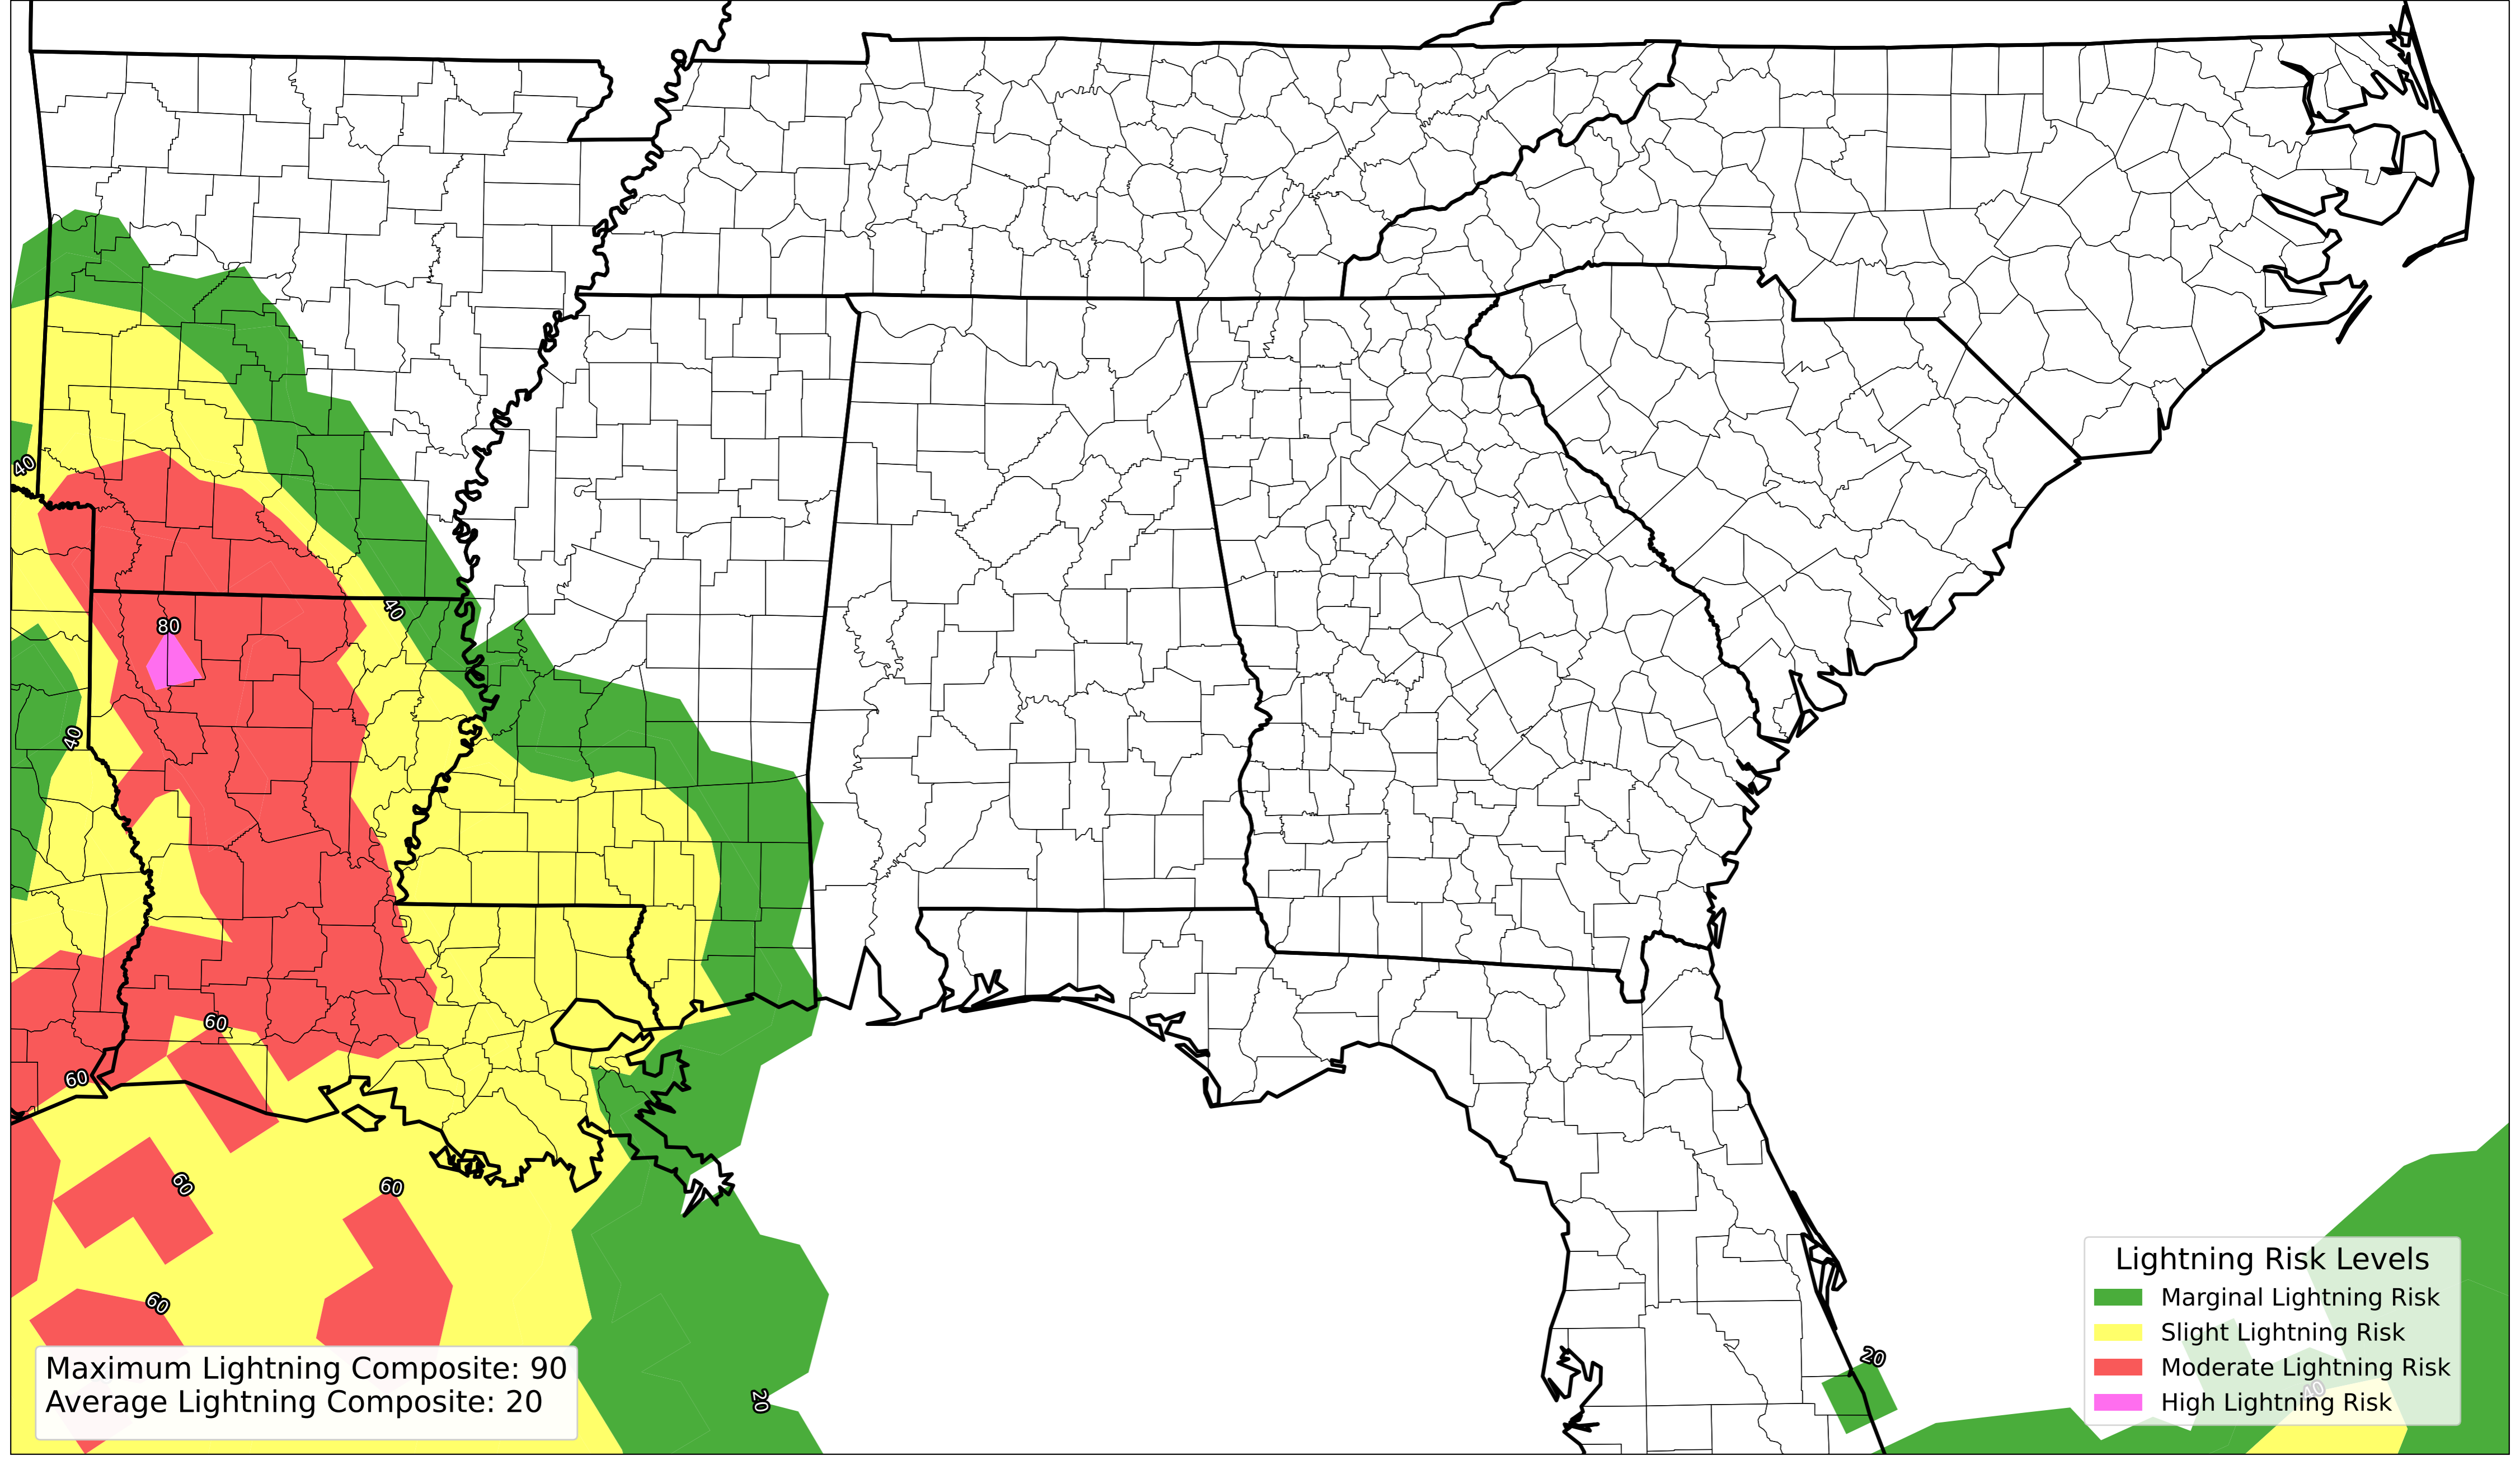 40
80
40
40
60
60
60
60
60
20
20
40
Maximum Lightning Composite: 90
Average Lightning Composite: 20
Lightning Risk Levels
Marginal Lightning Risk
Slight Lightning Risk
Moderate Lightning Risk
High Lightning Risk